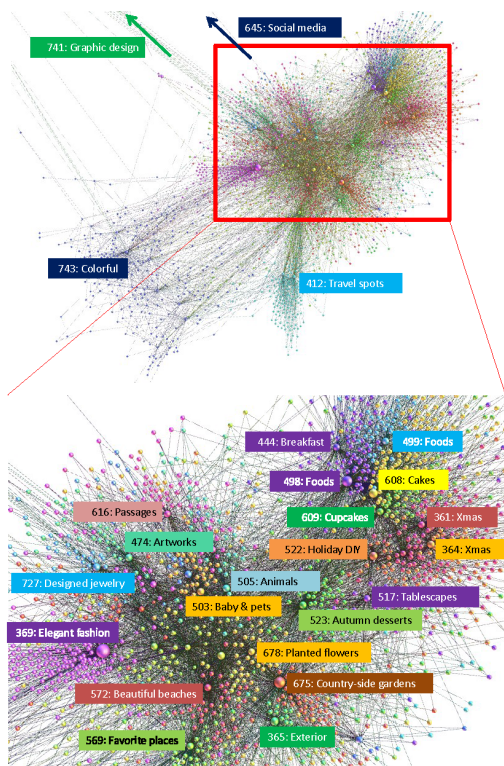 645: Social media
741: Graphic design
743: Colorful
412: Travel spots
444: Breakfast
499: Foods
498: Foods
608: Cakes
616: Passages
609: Cupcakes
361: Xmas
474: Artworks
522: Holiday DIY
364: Xmas
727: Designed jewelry
505: Animals
517: Tablescapes
503: Baby & pets
523: Autumn desserts
369: Elegant fashion
678: Planted flowers
675: Country-side gardens
572: Beautiful beaches
569: Favorite places
365: Exterior